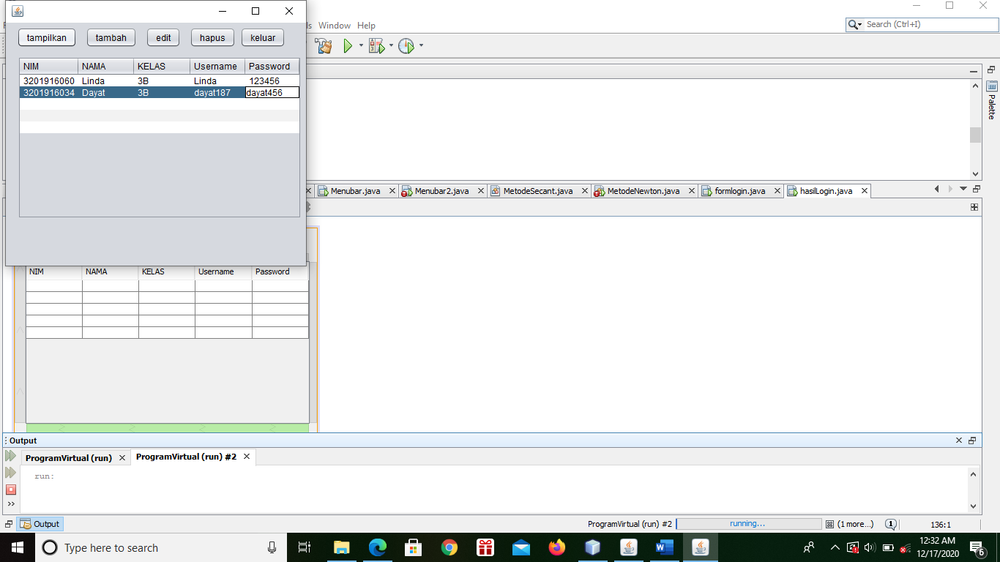 Window Help
Search (Ctrl+I)
tampilkan tambah edit hapus keluar
NIM NAMA KELAS Username Password
3201916060 Linda 3B Linda 123456
3201916034 Dayat 3B dayat187 dayat456
Palette
Menubar.java Menubar2.java MetodeSecant.java MetodeNewton.java formlogin.java hasilLogin.java
NIM NAMA KELAS Username Password
Output
ProgramVirtual (run) ProgramVirtual (run) #2
run:
Output
ProgramVirtual (run) #2 running... (1 more...) 1 136:1
Type here to search
12:32 AM
12/17/2020
6